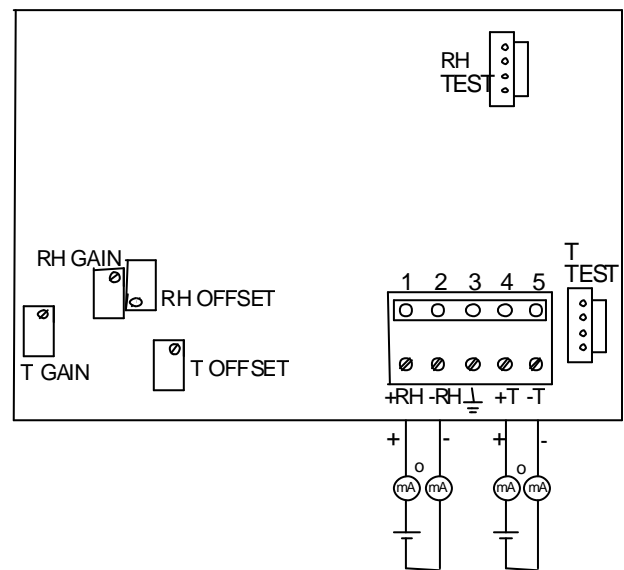 RH
TEST
RH GAIN
RH OFFSET
T GAIN
T OFFSET
T
TEST
1 2 3 4 5
+RH -RH +T -T
+ - + -
o o
mA mA mA mA